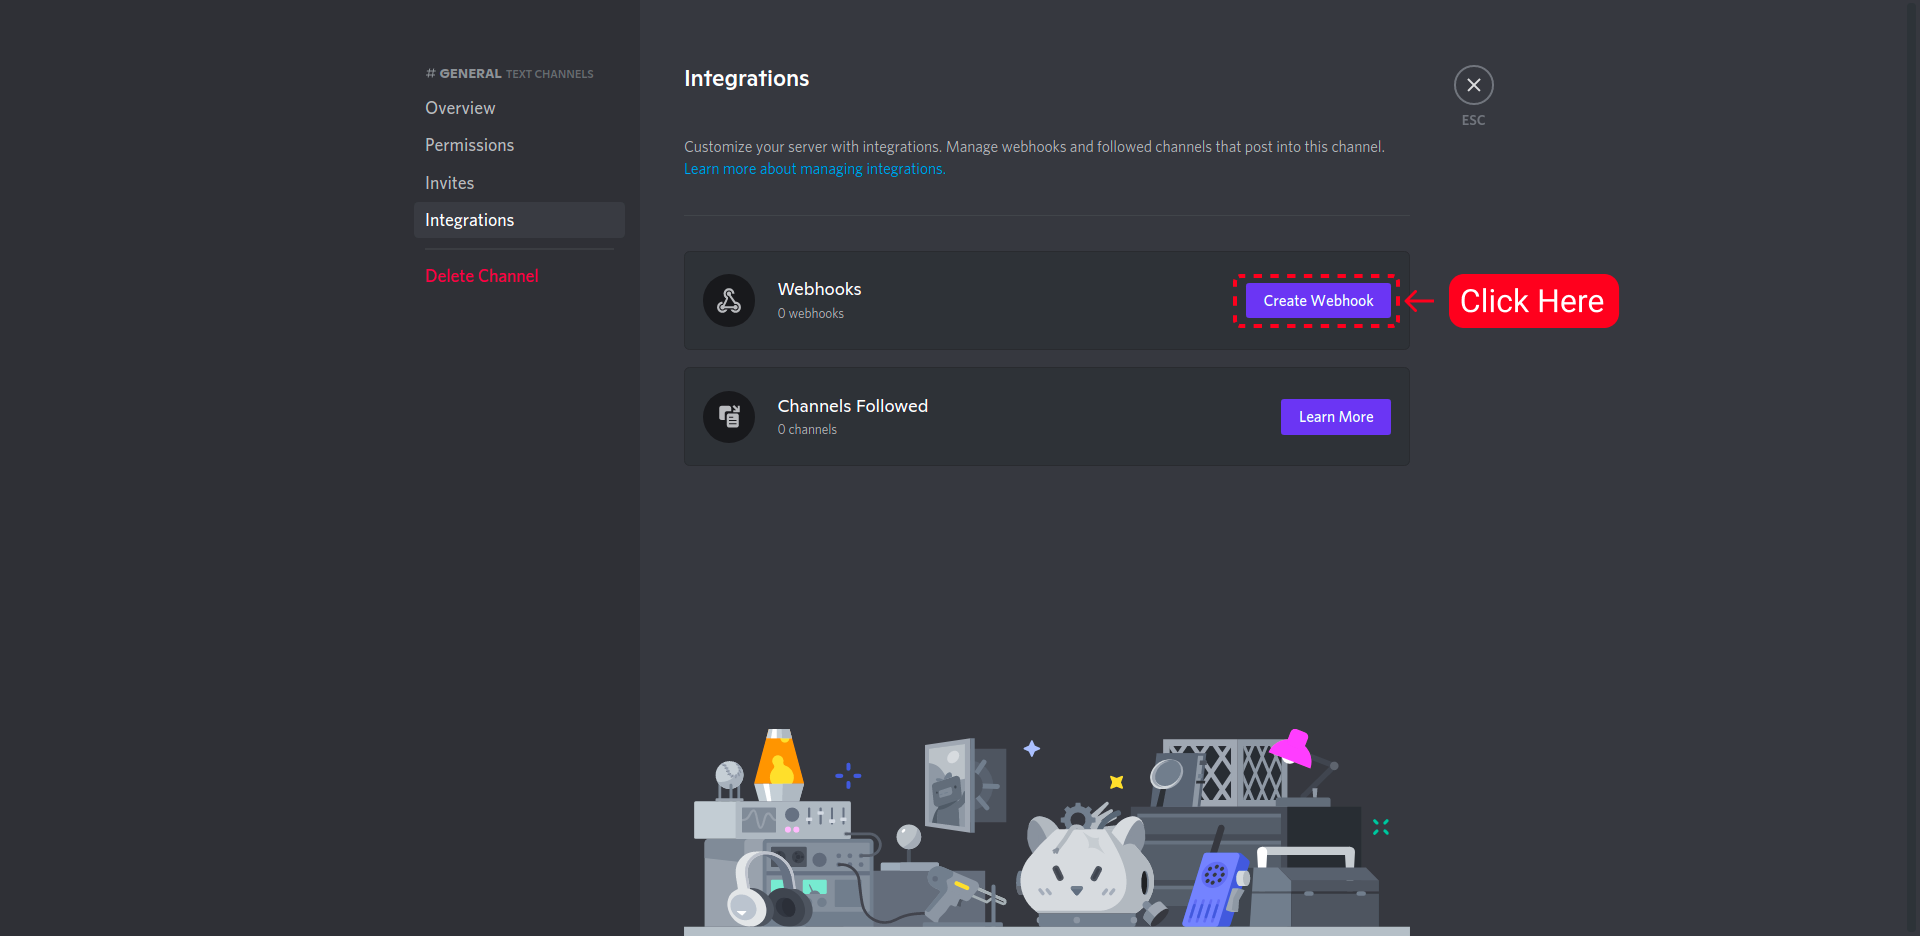 # GENERAL TEXT CHANNELS
Overview
Permissions
Invites
Integrations
Delete Channel
Integrations
ESC
Customize your server with integrations. Manage webhooks and followed channels that post into this channel.
Learn more about managing integrations.
Webhooks
0 webhooks
Create Webhook
Click Here
Channels Followed
0 channels
Learn More